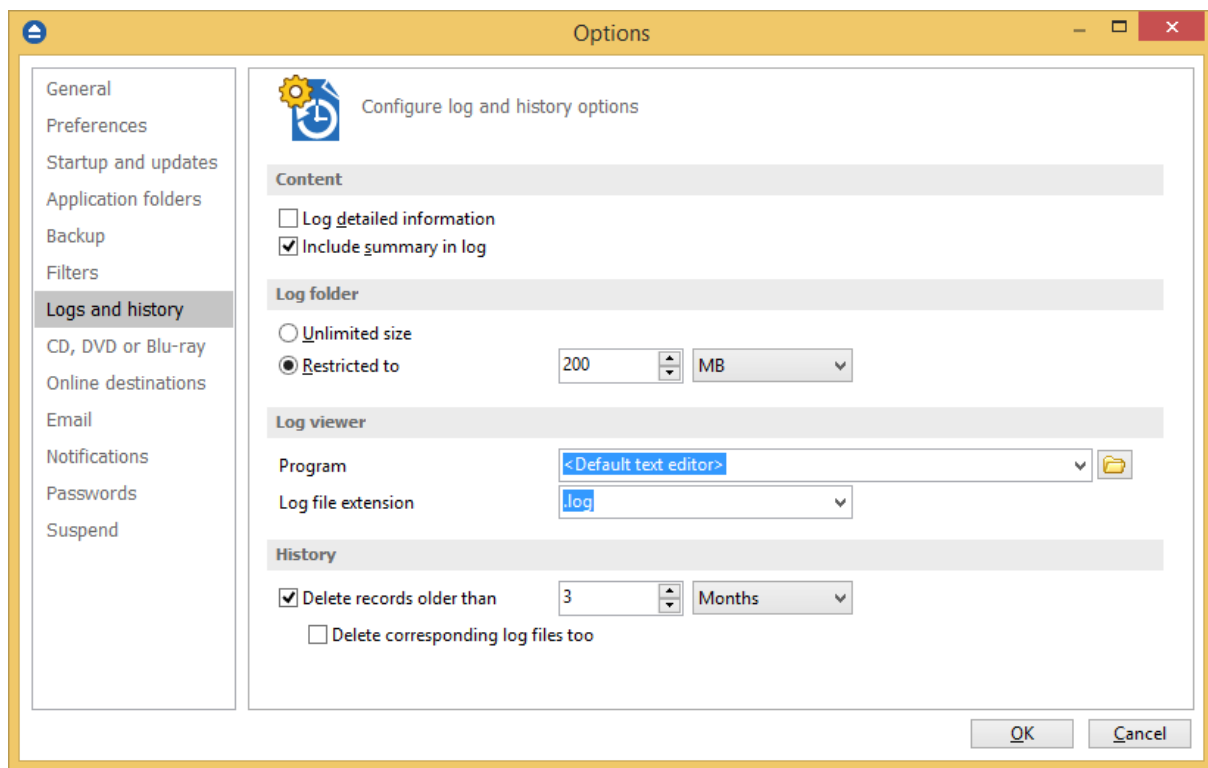 Options
General
Preferences
Startup and updates
Application folders
Backup
Filters
Logs and history
CD, DVD or Blu-ray
Online destinations
Email
Notifications
Passwords
Suspend
Configure log and history options
Content
Log detailed information
Include summary in log
Log folder
Unlimited size
Restricted to 200 MB
Log viewer
Program <Default text editor>
Log file extension .log
History
Delete records older than 3 Months
Delete corresponding log files too
OK Cancel